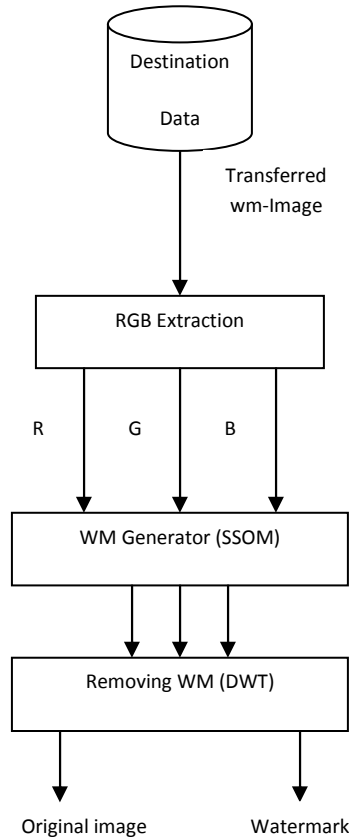 Destination
Data
Transferred
wm-Image
RGB Extraction
R G B
WM Generator (SSOM)
Removing WM (DWT)
Original image Watermark